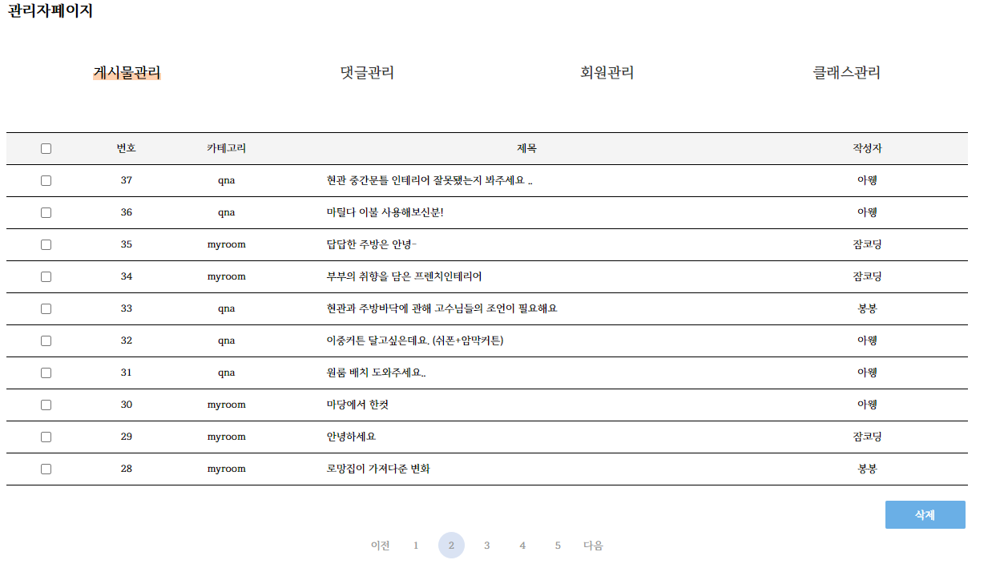 관리자페이지
게시물관리 댓글관리 회원관리 클래스관리
번호 카테고리 제목 작성자
37 qna 현관 중간문틀 인테리어 잘못됐는지 봐주세요 .. 아웽
36 qna 마틸다 이불 사용해보신분! 아웽
35 myroom 답답한 주방은 안녕~ 잠코딩
34 myroom 부부의 취향을 담은 프렌치인테리어 잠코딩
33 qna 현관과 주방바닥에 관해 고수님들의 조언이 필요해요 봉봉
32 qna 이중커튼 달고싶은데요. (쉬폰+암막커튼) 아웽
31 qna 원룸 배치 도와주세요.. 아웽
30 myroom 마당에서 한컷 아웽
29 myroom 안녕하세요 잠코딩
28 myroom 로망집이 가져다준 변화 봉봉
삭제
이전 1 2 3 4 5 다음